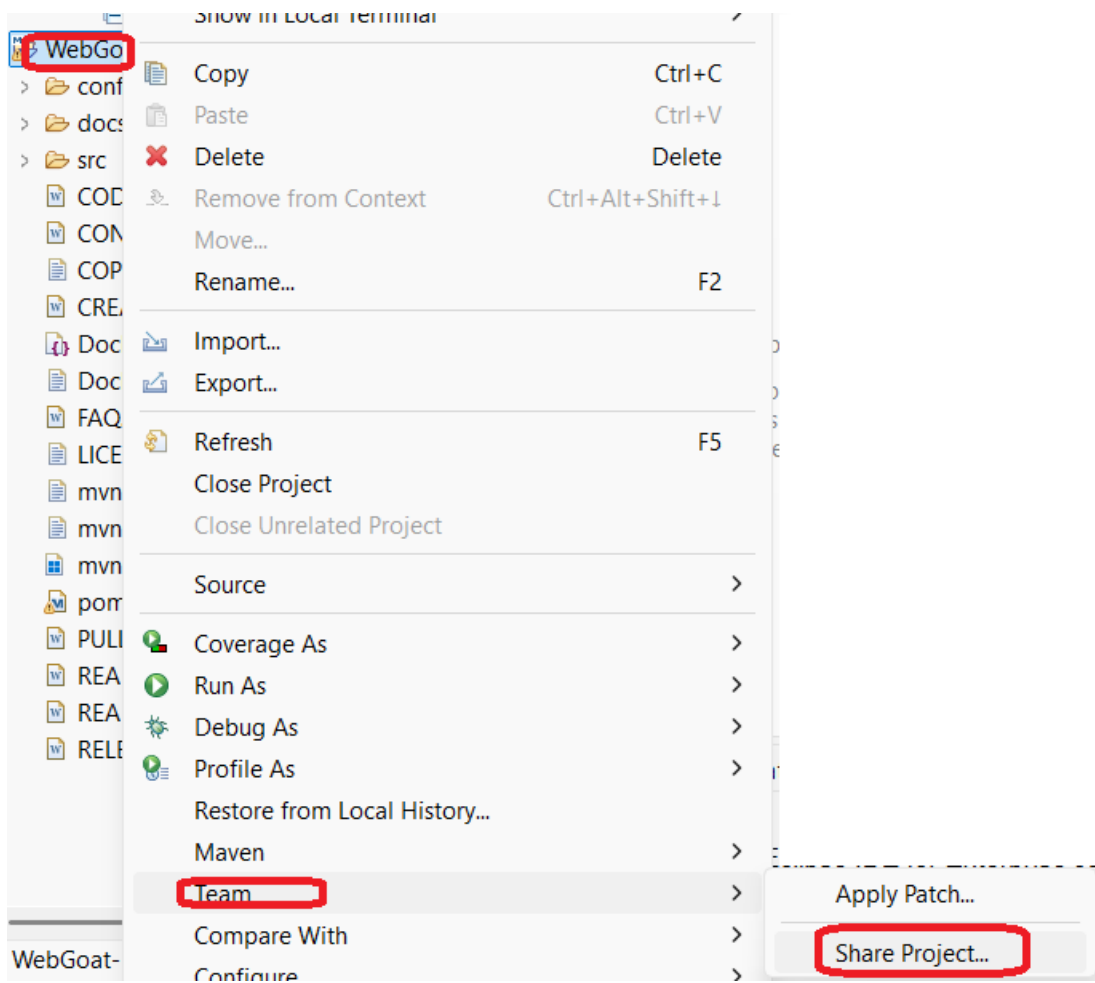 Show in Local Terminal
WebGo
Copy Ctrl+C
conf
Paste Ctrl+V
docs
Delete Delete
src
Remove from Context Ctrl+Alt+Shift+↓
COD
Move...
CON
Rename... F2
COP
CREA
Import...
Doc
Export...
Doc
FAQ
Refresh F5
LICE
Close Project
mvn
Close Unrelated Project
mvn
mvn
Source
pom
PULL
Coverage As
REA
Run As
REA
Debug As
RELE
Profile As
Restore from Local History...
Maven
Team
Apply Patch...
Compare With
Share Project...
WebGoat-
Configure